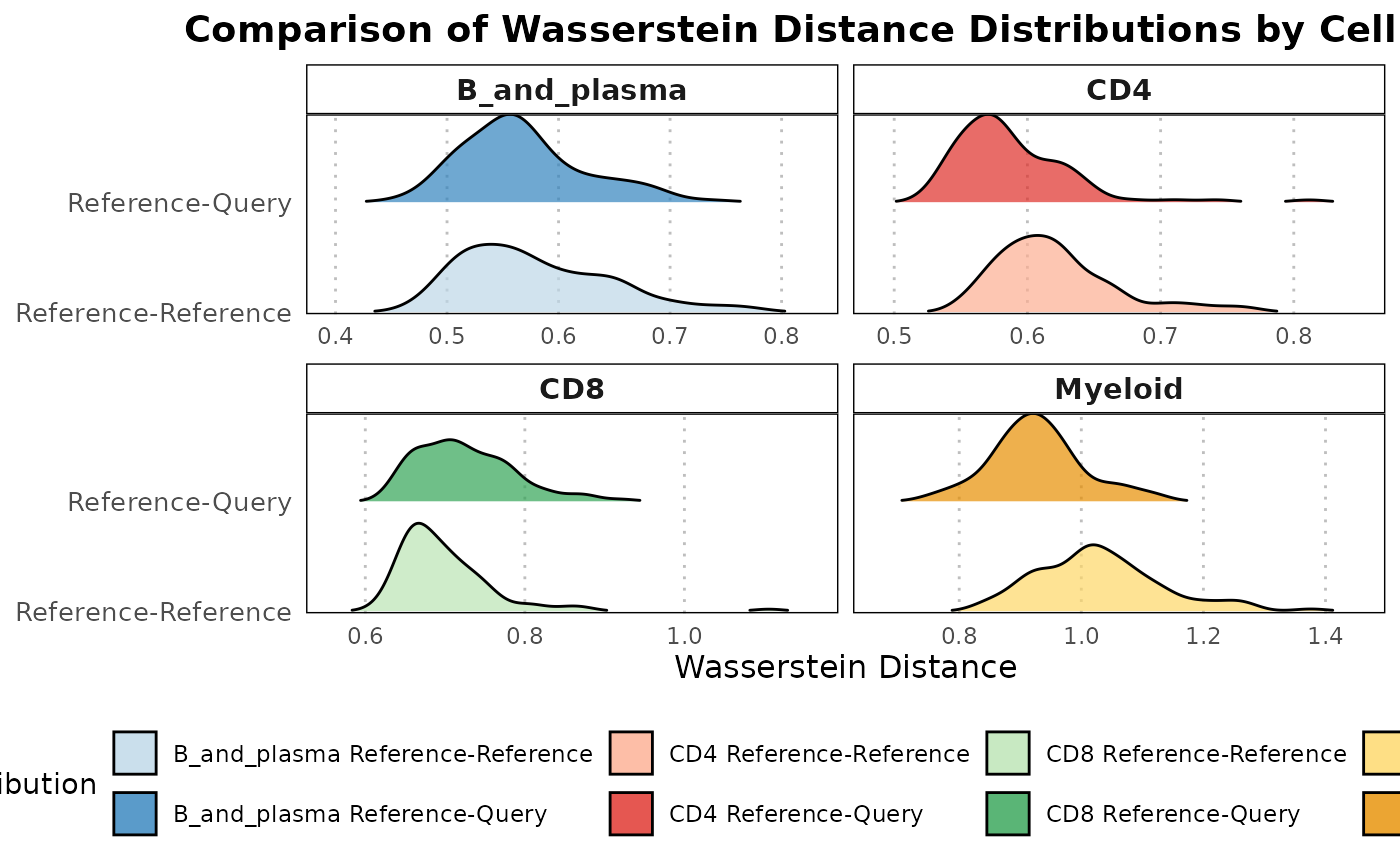 Comparison of Wasserstein Distance Distributions by Cell
B_and_plasma
CD4
Reference-Query
Reference-Reference
0.4 0.5 0.6 0.7 0.8
0.5 0.6 0.7 0.8
CD8
Myeloid
Reference-Query
Reference-Reference
0.6 0.8 1.0
0.8 1.0 1.2 1.4
Wasserstein Distance
ibution
B_and_plasma Reference-Reference
CD4 Reference-Reference
CD8 Reference-Reference
B_and_plasma Reference-Query
CD4 Reference-Query
CD8 Reference-Query